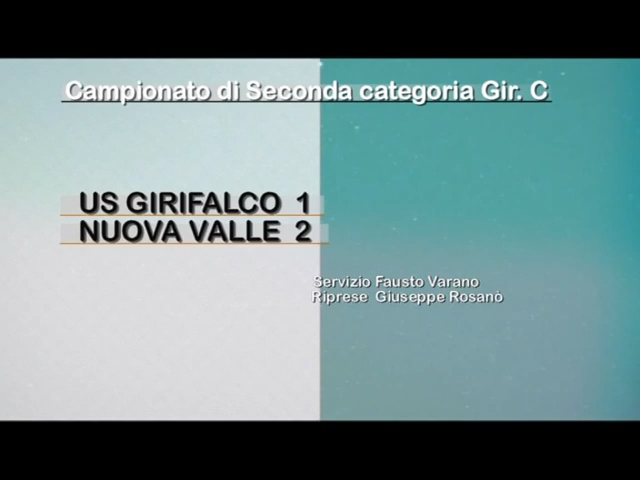 Campionato di Seconda categoria Gir. C
US GIRIFALCO 1
NUOVA VALLE 2
Servizio Fausto Varano
Riprese Giuseppe Rosanò